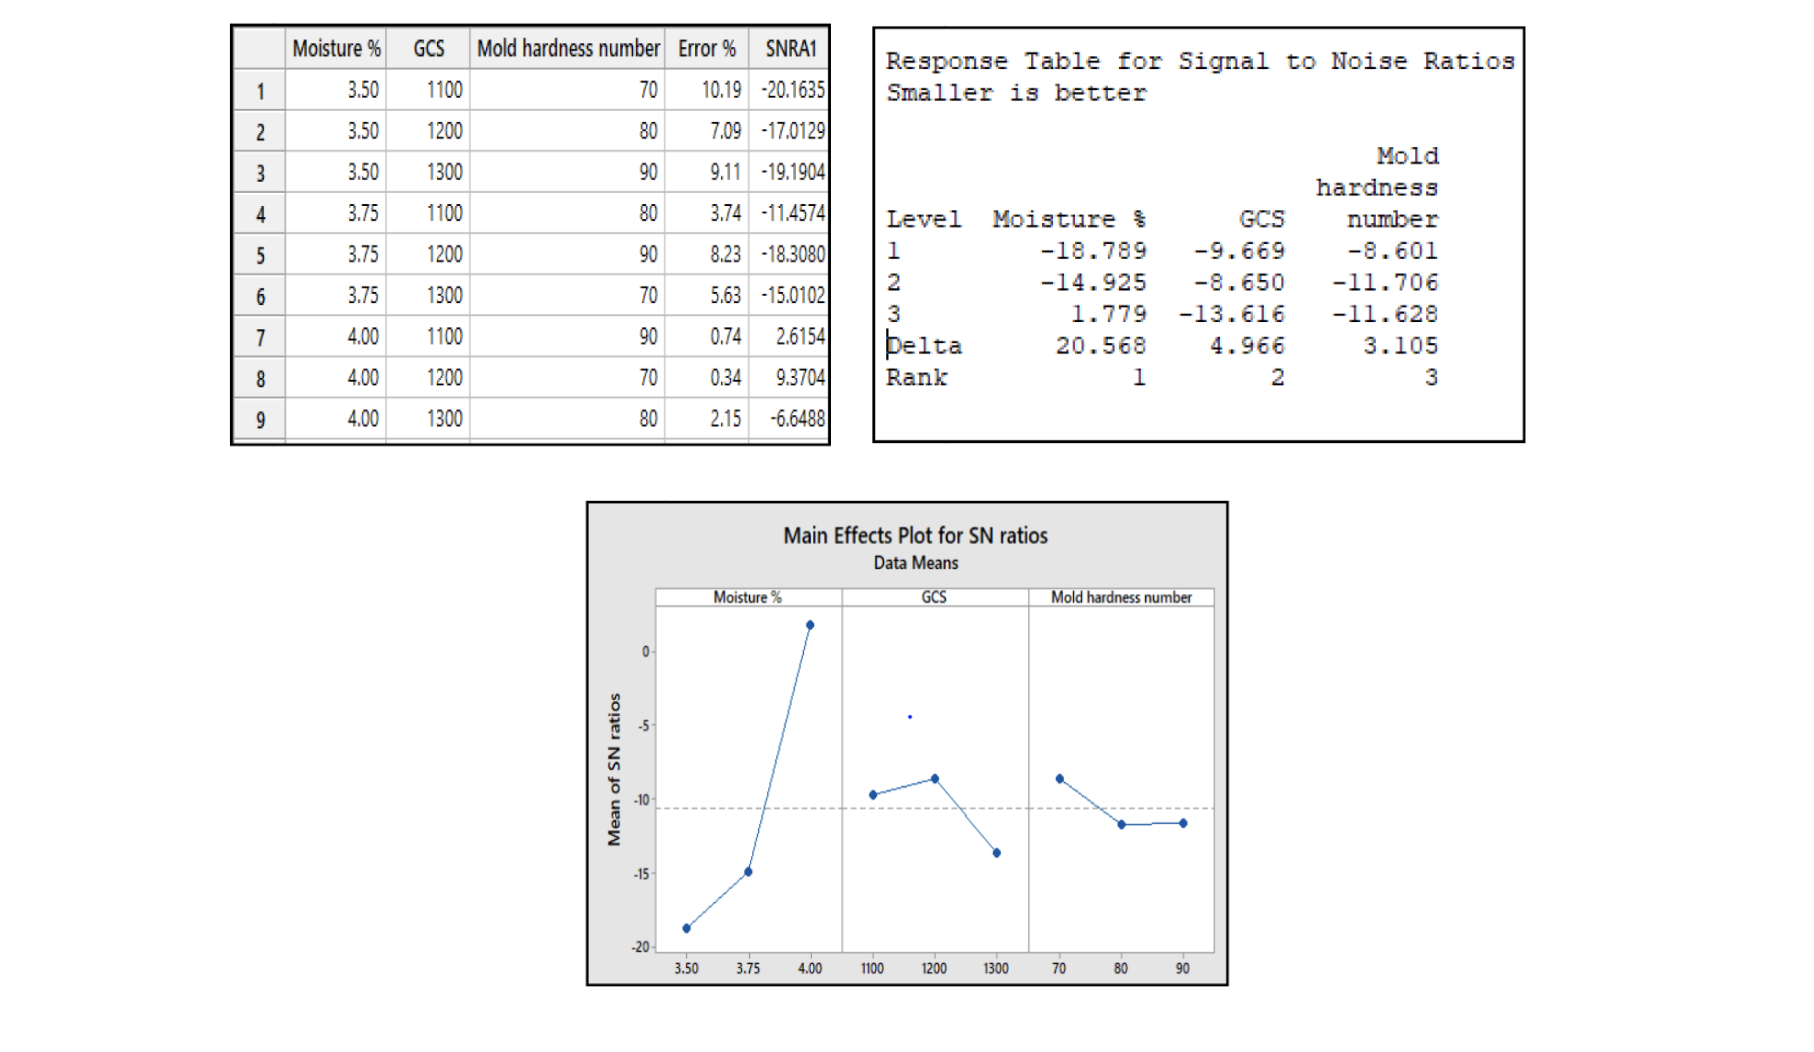 Moisture % GCS Mold hardness number Error % SNRA1
1 3.50 1100 70 10.19 -20.1635
2 3.50 1200 80 7.09 -17.0129
3 3.50 1300 90 9.11 -19.1904
4 3.75 1100 80 3.74 -11.4574
5 3.75 1200 90 8.23 -18.3080
6 3.75 1300 70 5.63 -15.0102
7 4.00 1100 90 0.74 2.6154
8 4.00 1200 70 0.34 9.3704
9 4.00 1300 80 2.15 -6.6488
Response Table for Signal to Noise Ratios
Smaller is better
Mold
hardness
Level Moisture % GCS number
1 -18.789 -9.669 -8.601
2 -14.925 -8.650 -11.706
3 1.779 -13.616 -11.628
Delta 20.568 4.966 3.105
Rank 1 2 3
Main Effects Plot for SN ratios
Data Means
Moisture % GCS Mold hardness number
Mean of SN ratios
0
-5
-10
-15
-20
3.50 3.75 4.00 1100 1200 1300 70 80 90